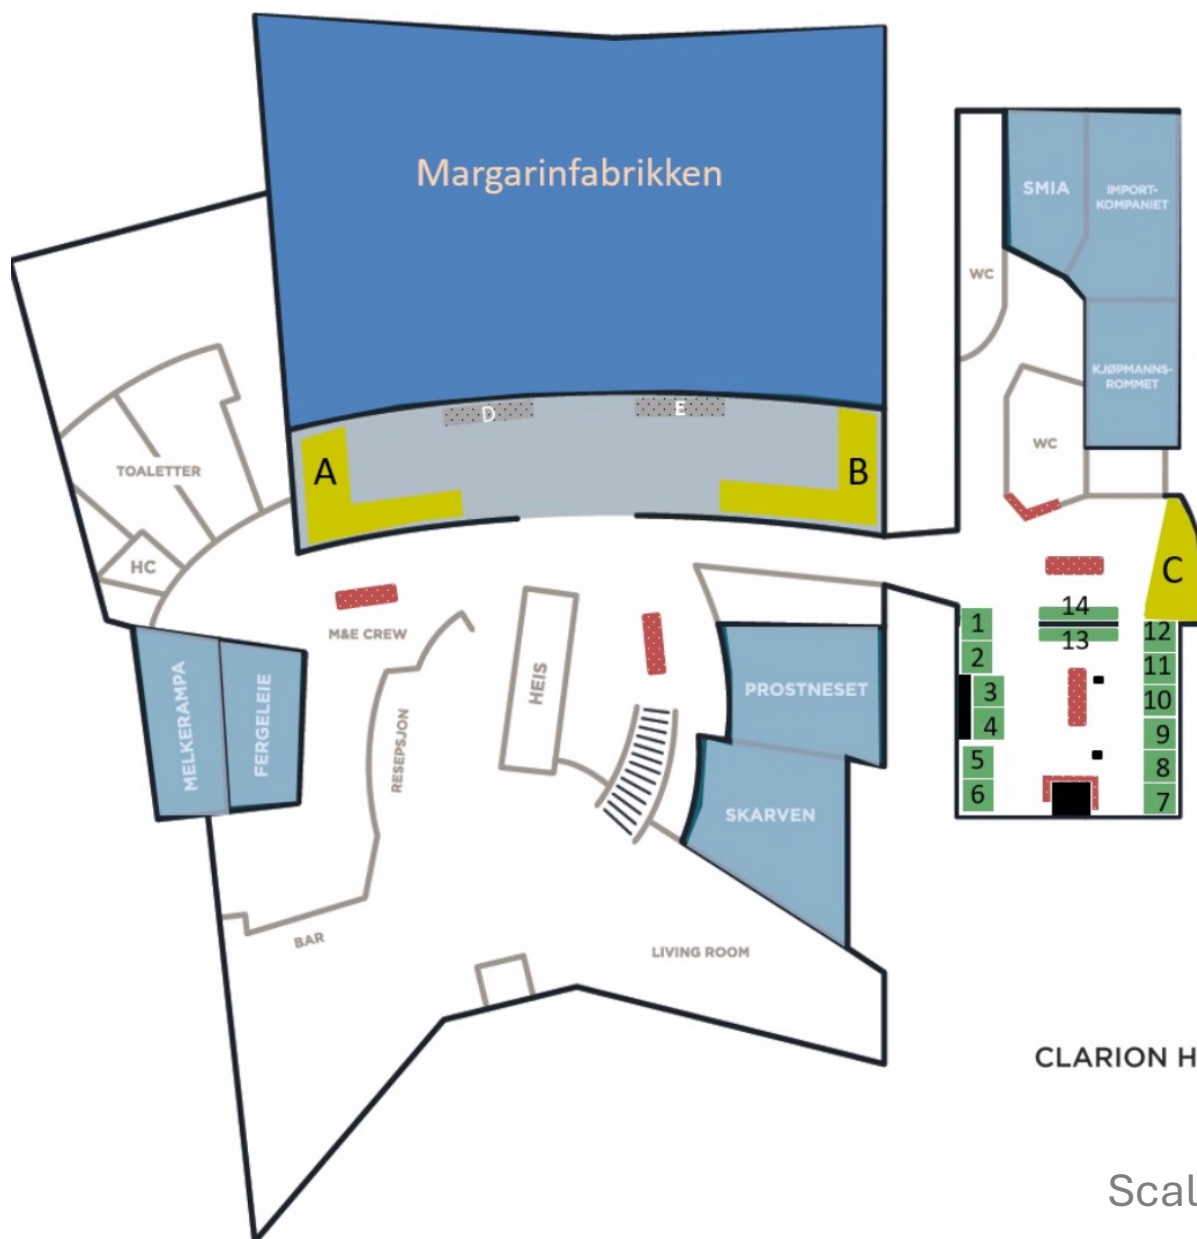 Margarinfabrikken
SMIA
IMPORT-
KOMPANIET
WC
KJØPMANNS-
ROMMET
WC
D
E
A
B
TOALETTER
HC
C
M&E CREW
HEIS
RESEPSJON
MELKERAMPA
FERGELEIE
PROSTNESET
SKARVEN
14
13
1
2
3
4
5
6
12
11
10
9
8
7
BAR
LIVING ROOM
CLARION H
Scal